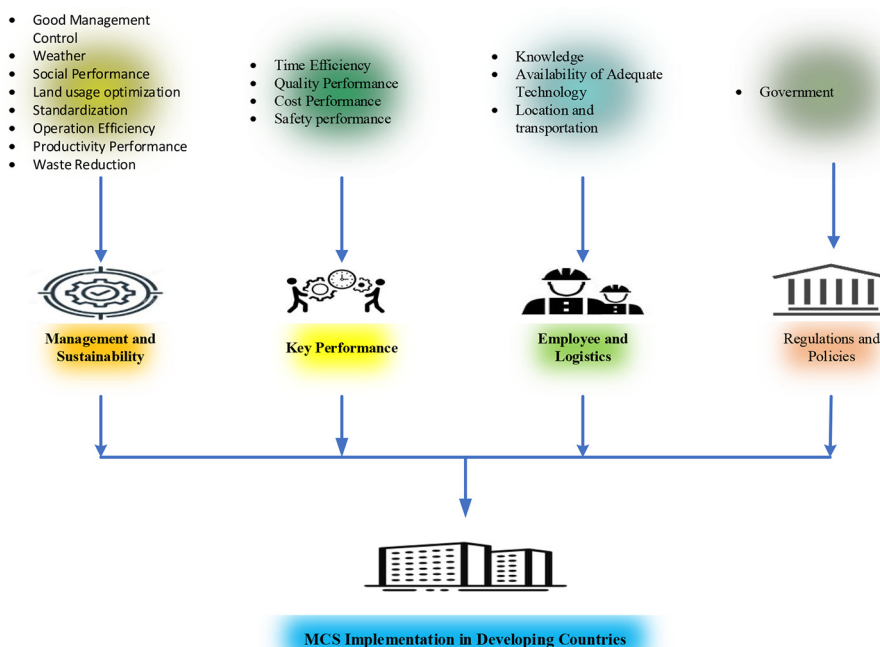 • Good Management
Control
• Weather
• Social Performance
• Land usage optimization
• Standardization
• Operation Efficiency
• Productivity Performance
• Waste Reduction
• Time Efficiency
• Quality Performance
• Cost Performance
• Safety performance
• Knowledge
• Availability of Adequate
Technology
• Location and
transportation
• Government
Management and
Sustainability
Key Performance
Employee and
Logistics
Regulations and
Policies
MCS Implementation in Developing Countries